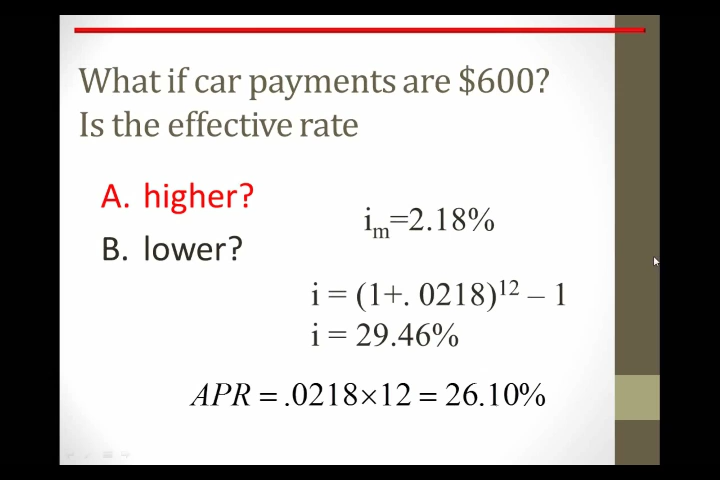 What if car payments are $600?
Is the effective rate
A. higher?
B. lower?
iₘ=2.18%
i = (1+. 0218)¹² – 1
i = 29.46%
APR = .0218×12 = 26.10%